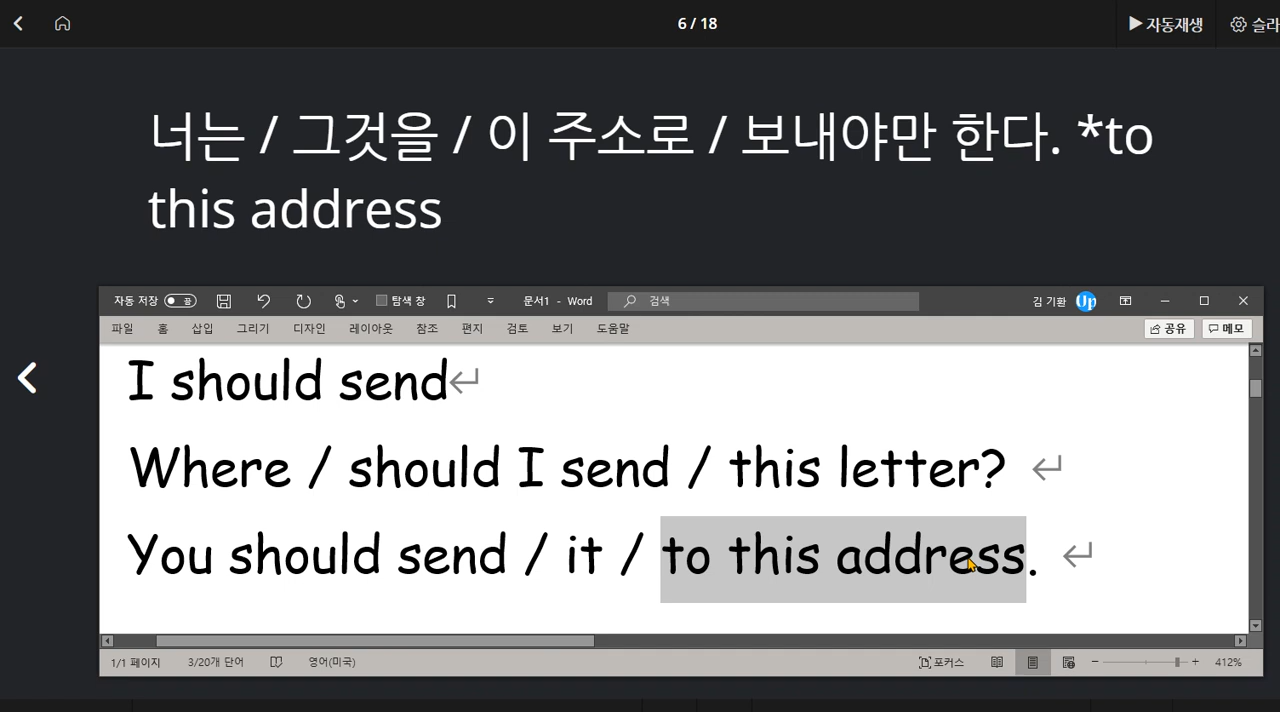 6 / 18
▶ 자동재생
슬라
너는 / 그것을 / 이 주소로 / 보내야만 한다. *to
this address
자동 저장 끔 탐색 창 문서1 - Word 검색 김 기환 Up
파일 홈 삽입 그리기 디자인 레이아웃 참조 편지 검토 보기 도움말 공유 메모
I should send
Where / should I send / this letter?
You should send / it / to this address.
1/1 페이지 3/20개 단어 영어(미국) 포커스 412%